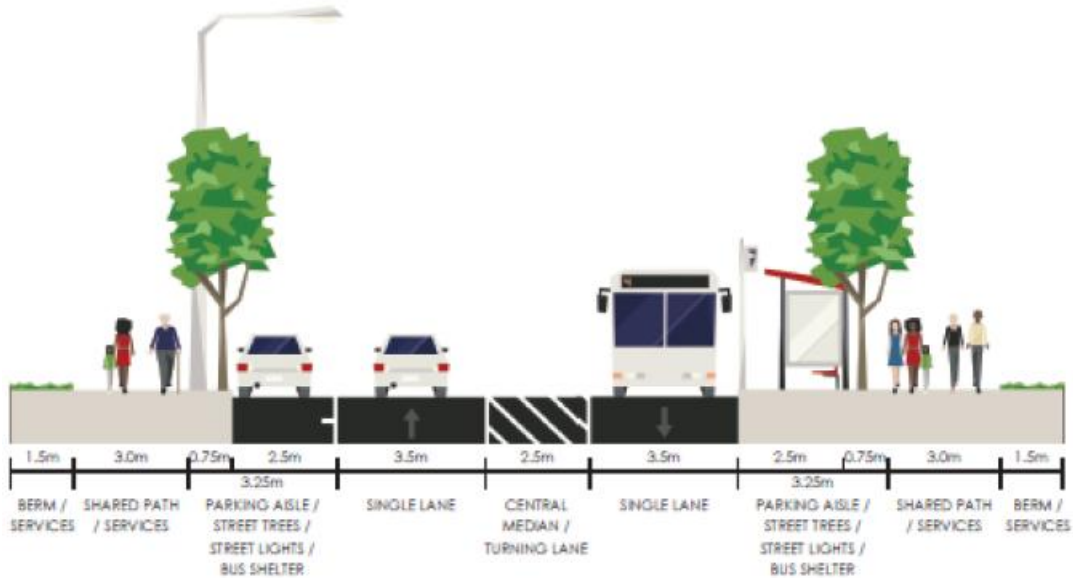 1.5m 3.0m 0.75m 2.5m 3.5m 2.5m 3.5m 2.5m 0.75m 3.0m 1.5m
3.25m 3.25m
BERM / SHARED PATH PARKING AISLE / SINGLE LANE CENTRAL SINGLE LANE PARKING AISLE / SHARED PATH BERM /
SERVICES / SERVICES STREET TREES / MEDIAN / STREET TREES / / SERVICES SERVICES
STREET LIGHTS / TURNING LANE STREET LIGHTS /
BUS SHELTER BUS SHELTER